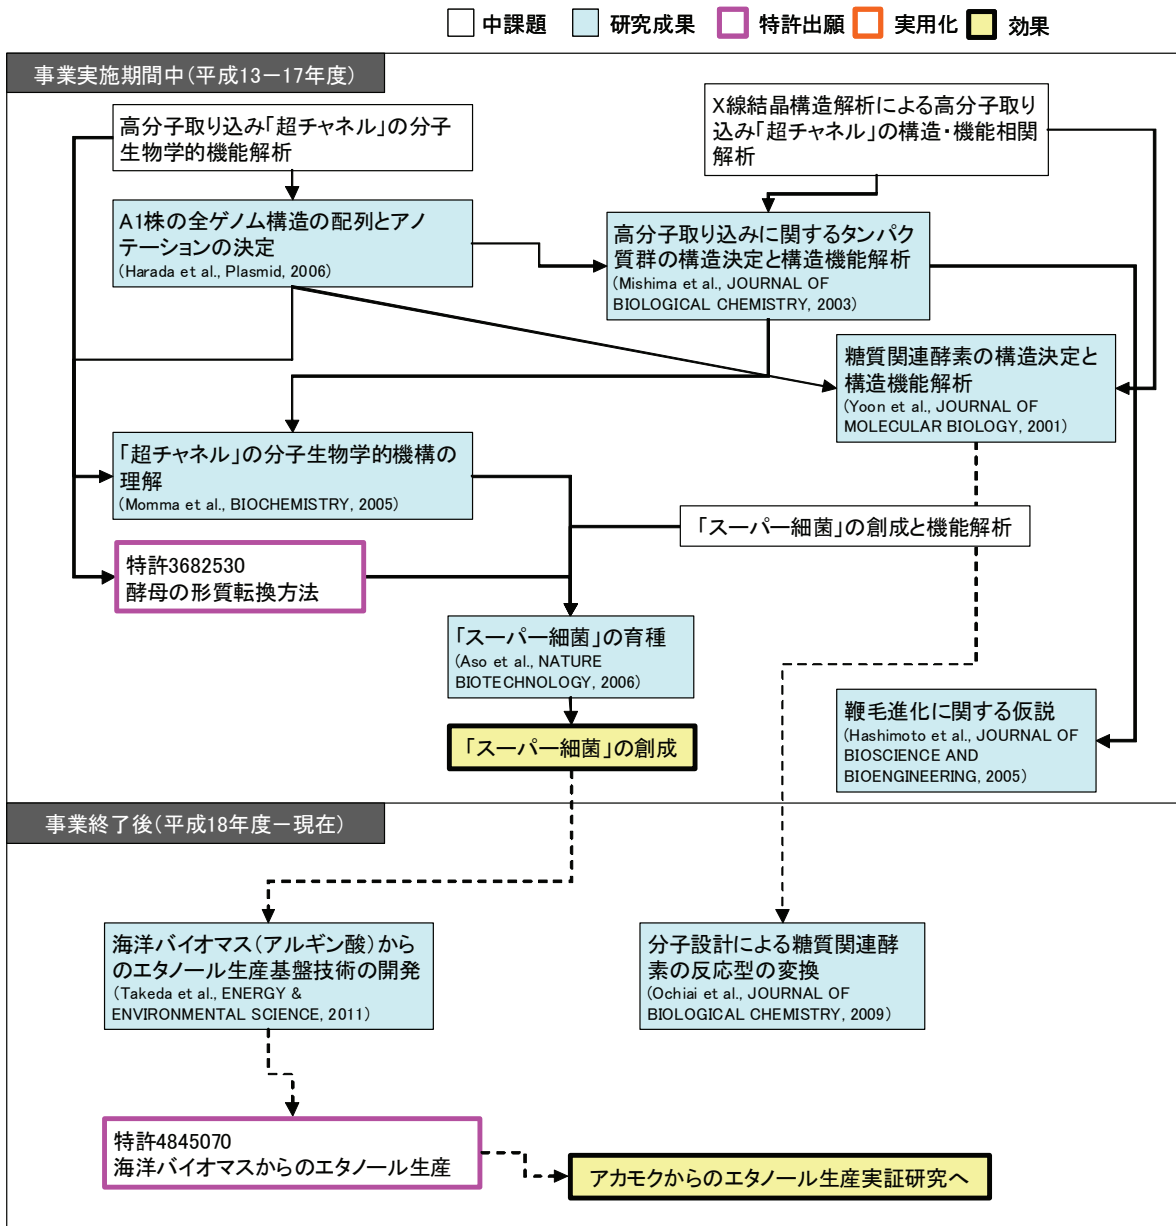 中課題
研究成果
特許出願
実用化
効果
事業実施期間中(平成13－17年度)
高分子取り込み「超チャネル」の分子
生物学的機能解析
X線結晶構造解析による高分子取り
込み「超チャネル」の構造・機能相関
解析
A1株の全ゲノム構造の配列とアノ
テーションの決定
(Harada et al., Plasmid, 2006)
高分子取り込みに関するタンパク
質群の構造決定と構造機能解析
(Mishima et al., JOURNAL OF
BIOLOGICAL CHEMISTRY, 2003)
糖質関連酵素の構造決定と
構造機能解析
(Yoon et al., JOURNAL OF
MOLECULAR BIOLOGY, 2001)
「超チャネル」の分子生物学的機構の
理解
(Momma et al., BIOCHEMISTRY, 2005)
「スーパー細菌」の創成と機能解析
特許3682530
酵母の形質転換方法
「スーパー細菌」の育種
(Aso et al., NATURE
BIOTECHNOLOGY, 2006)
鞭毛進化に関する仮説
(Hashimoto et al., JOURNAL OF
BIOSCIENCE AND
BIOENGINEERING, 2005)
「スーパー細菌」の創成
事業終了後(平成18年度－現在)
海洋バイオマス(アルギン酸)から
のエタノール生産基盤技術の開発
(Takeda et al., ENERGY &
ENVIRONMENTAL SCIENCE, 2011)
分子設計による糖質関連酵
素の反応型の変換
(Ochiai et al., JOURNAL OF
BIOLOGICAL CHEMISTRY, 2009)
特許4845070
海洋バイオマスからのエタノール生産
アカモクからのエタノール生産実証研究へ